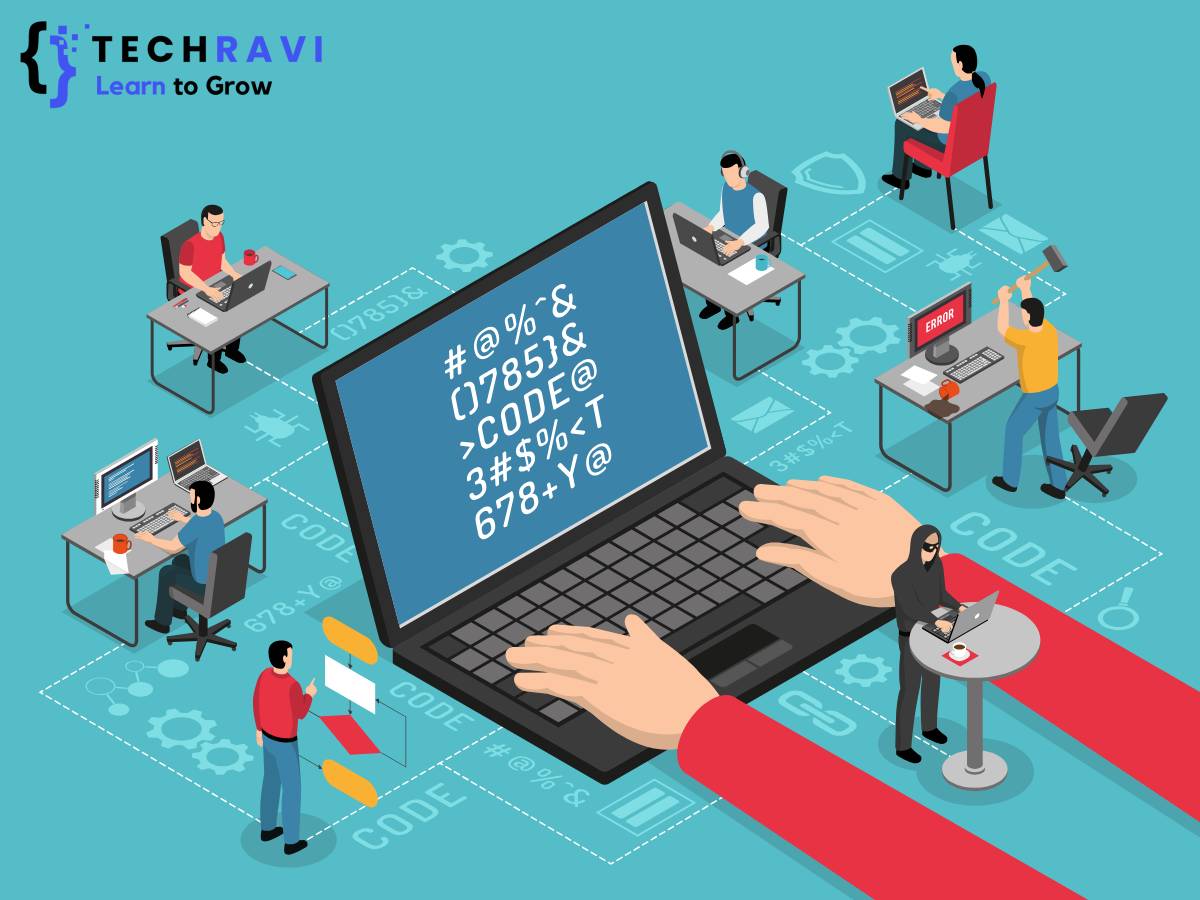 TECHRAVI
Learn to Grow
#@%^&
()785}&
>CODE@
3#$%<T
678+Y@
()785}&
ERROR
3#$%<T
CODE
CODE
678+Y@
CODE
#@%^&
CODE